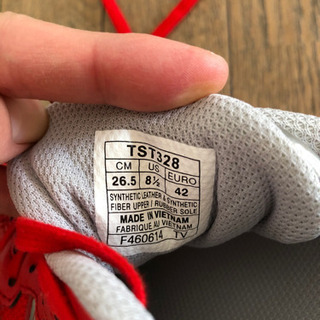 TST328
CM US EURO
26.5 8½ 42
SYNTHETIC LEATHER & SYNTHETIC
FIBER UPPER / RUBBER SOLE
MADE IN VIETNAM
FABRIQUÉ AU VIETNAM
F460614 TV